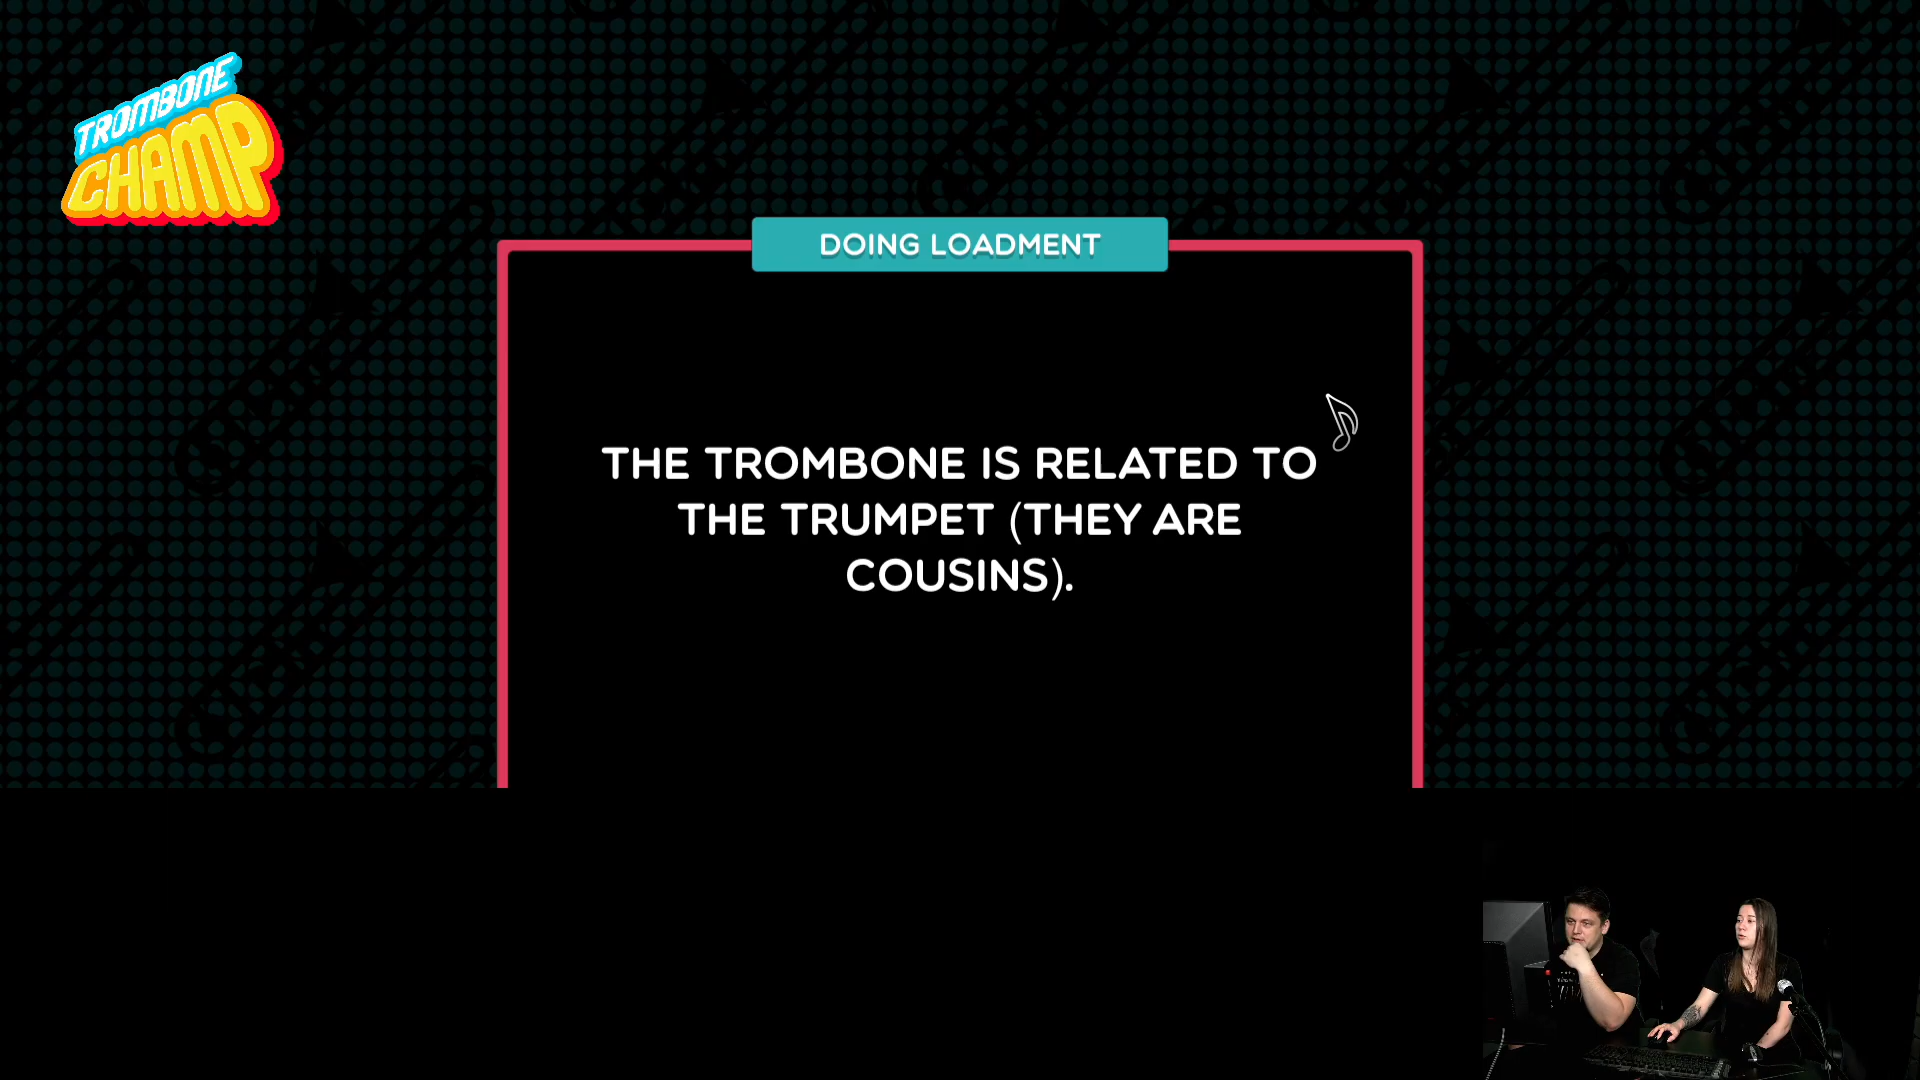 TROMBONE
CHAMP
DOING LOADMENT
THE TROMBONE IS RELATED TO
THE TRUMPET (THEY ARE
COUSINS).